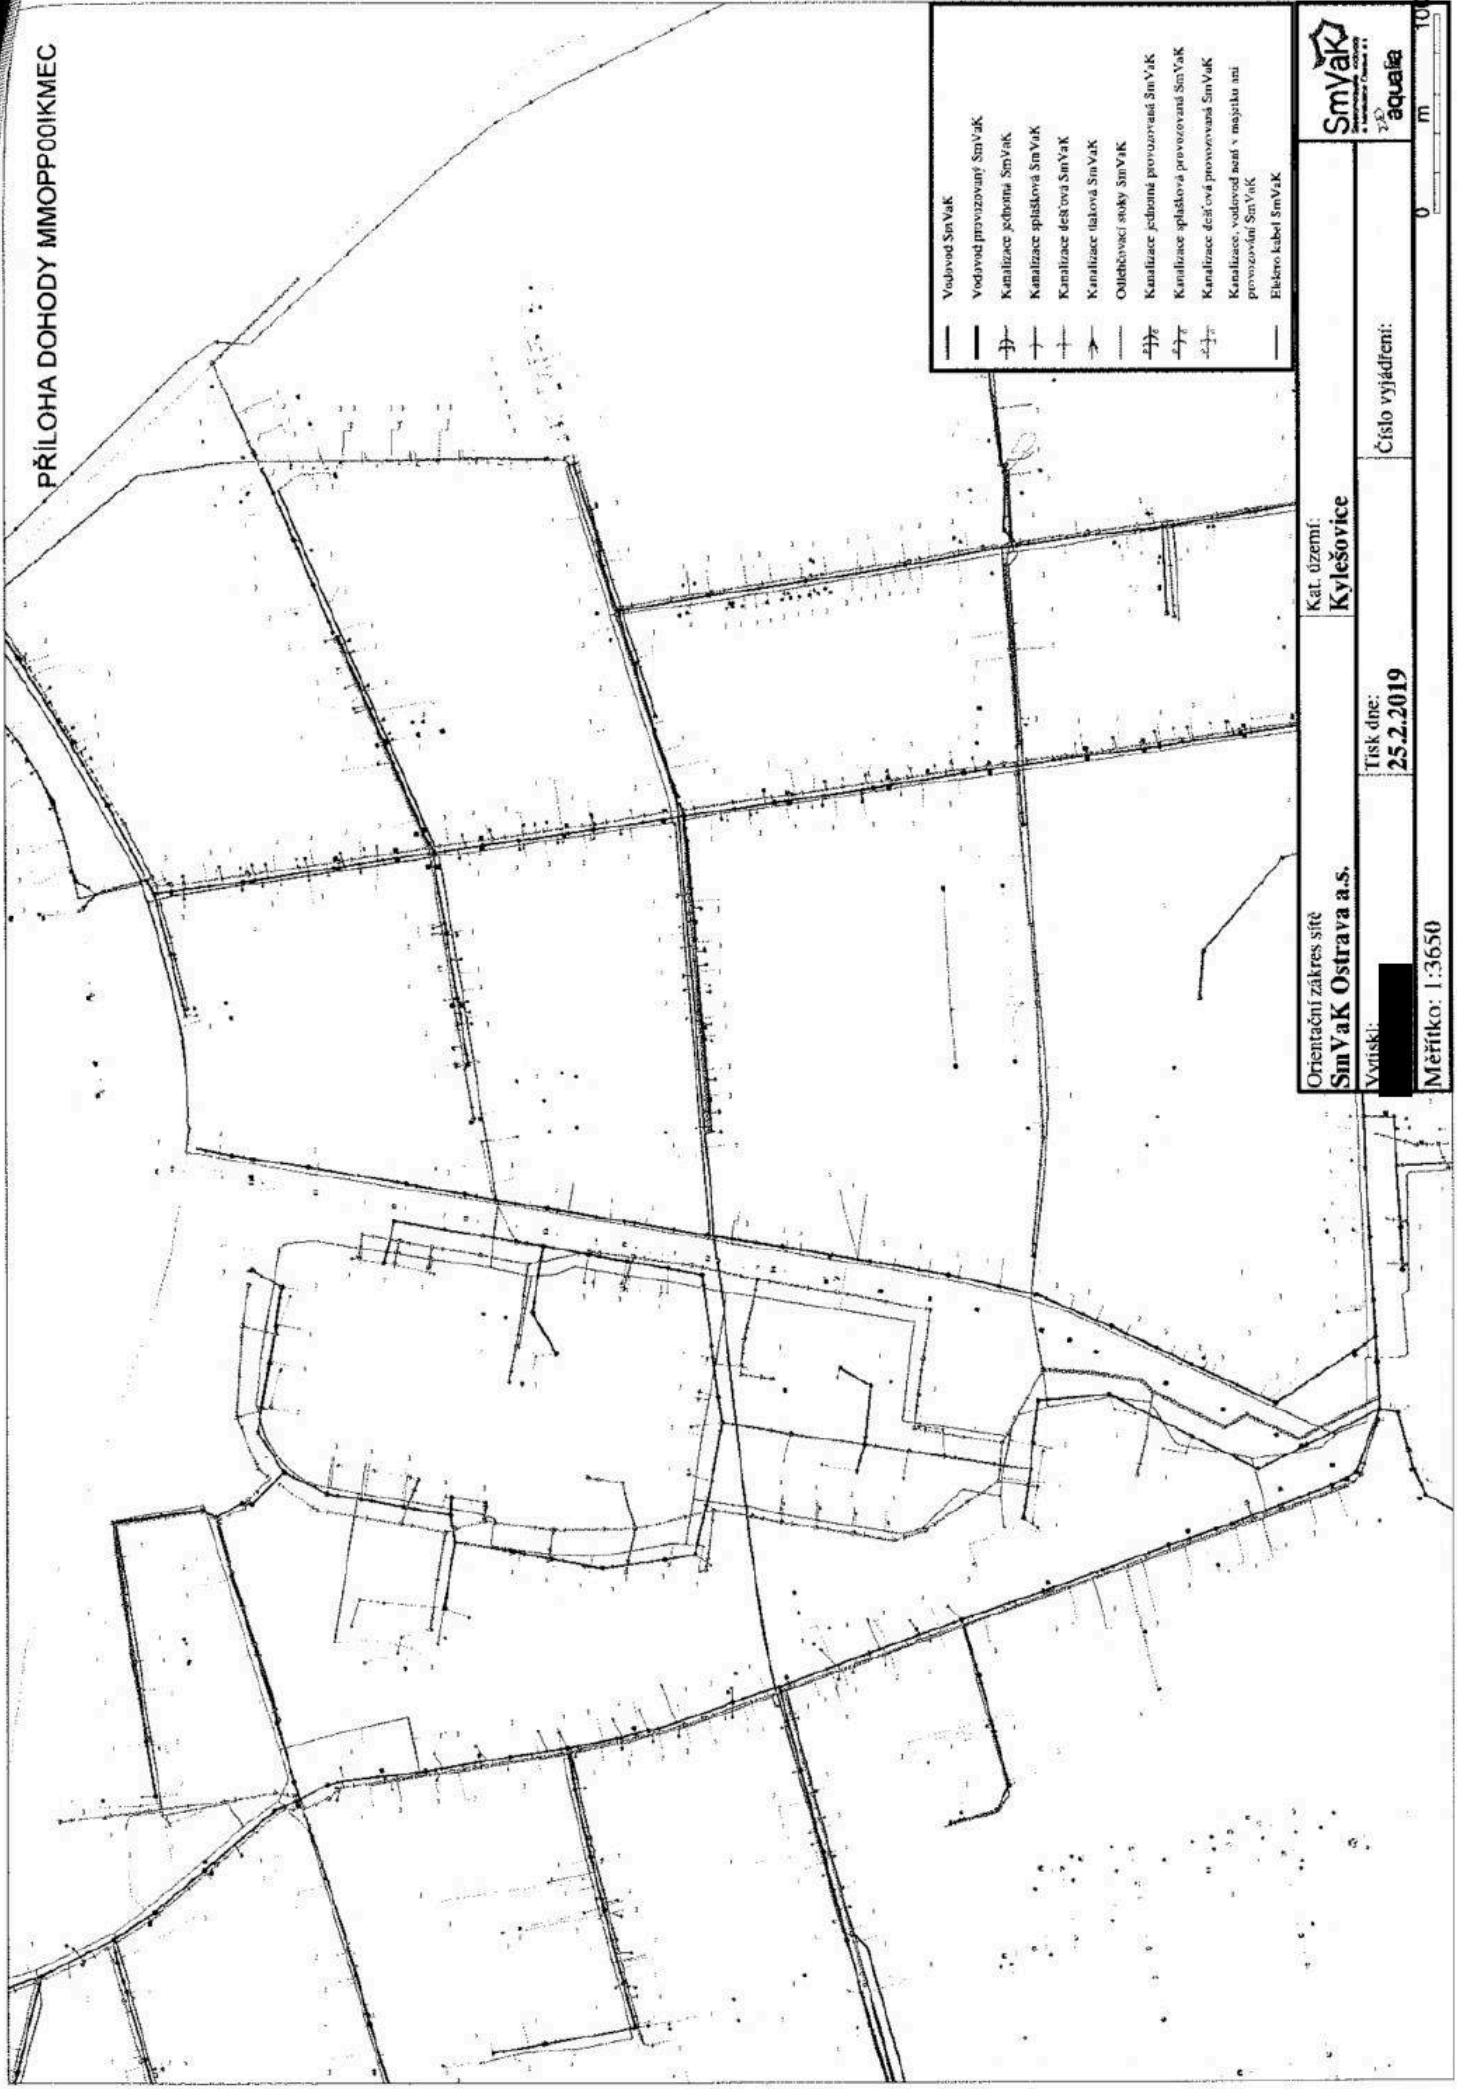 PŘÍLOHA DOHODY MMOPP00IKMEC
Vodovod SmVaK
Vodovod provozovaný SmVaK
Kanalizace jednotná SmVaK
Kanalizace splašková SmVaK
Kanalizace dešťová SmVaK
Kanalizace tlaková SmVaK
Odlehčovací stoky SmVaK
Kanalizace jednotná provozovaná SmVaK
Kanalizace splašková provozovaná SmVaK
Kanalizace dešťová provozovaná SmVaK
Kanalizace, vodovod není v majetku ani
provozování SmVaK
Elektro kabel SmVaK
Orientační zákres sítě
SmVaK Ostrava a.s.
Kat. území:
Kylešovice
SmVaK
aqualia
Vytiskl:
Tisk dne:
25.2.2019
Číslo vyjádření:
Měřítko: 1:3650
0 m 100